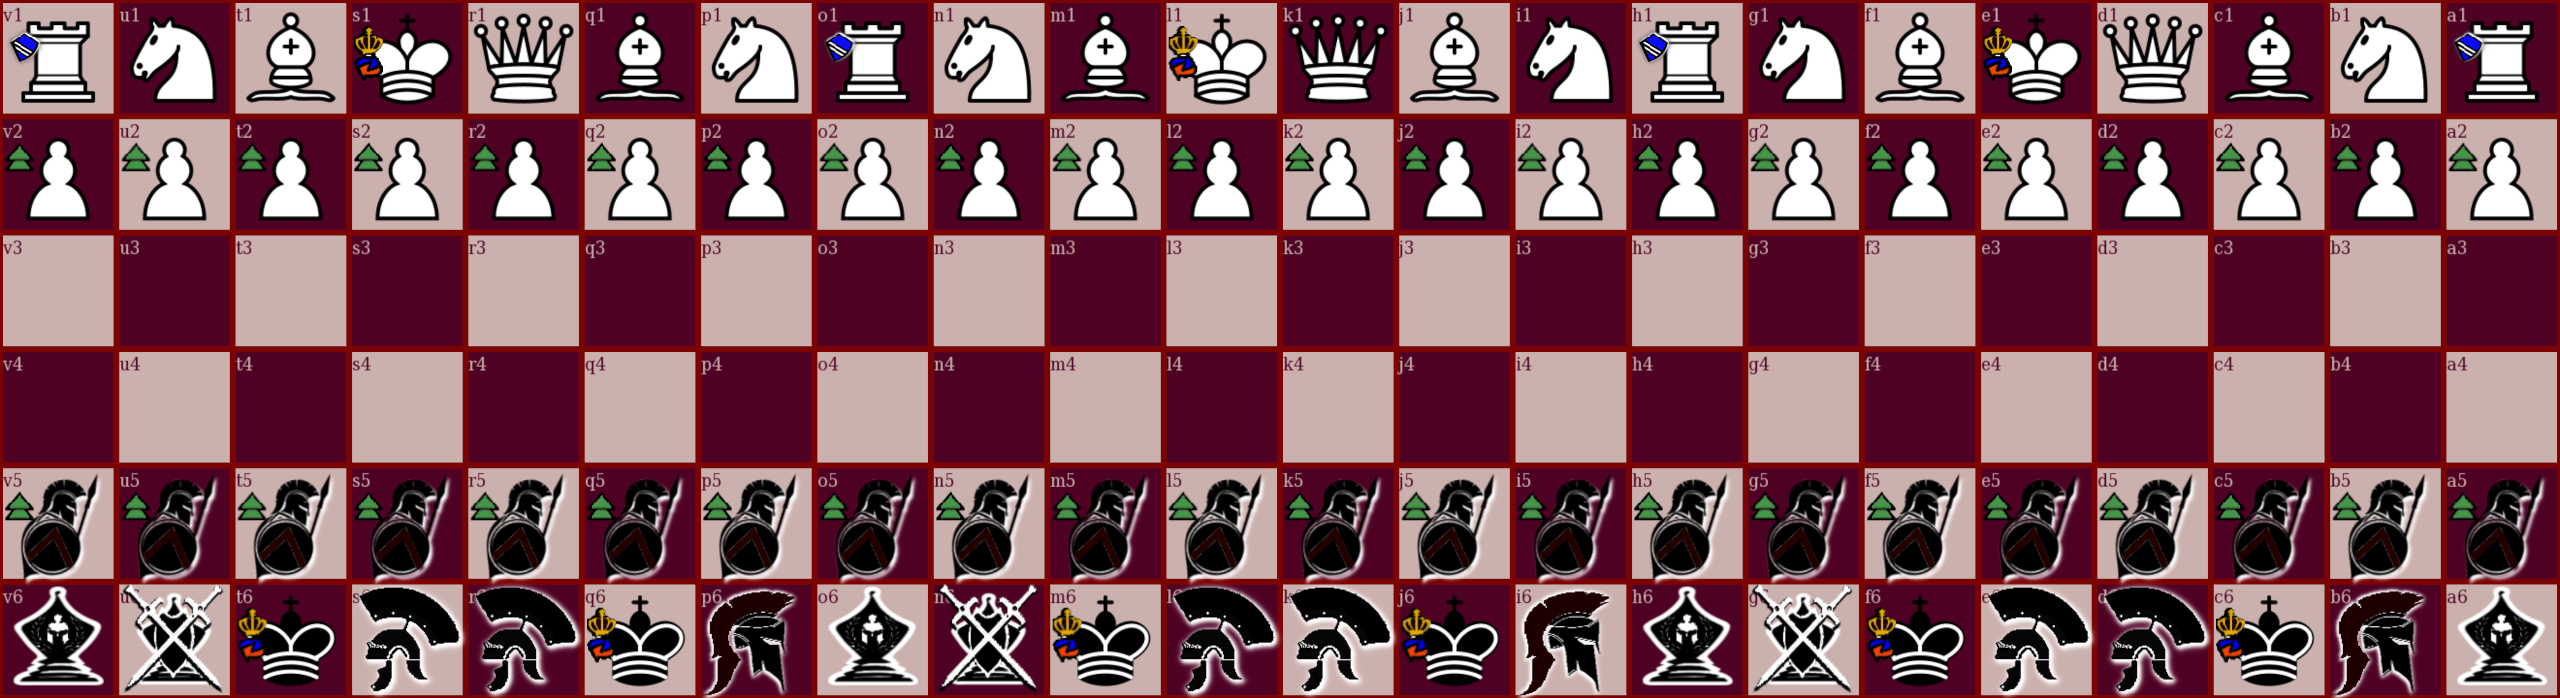 v1 u1 t1 s1 r1 q1 p1 o1 n1 m1 l1 k1 j1 i1 h1 g1 f1 e1 d1 c1 b1 a1
v2 u2 t2 s2 r2 q2 p2 o2 n2 m2 l2 k2 j2 i2 h2 g2 f2 e2 d2 c2 b2 a2
v3 u3 t3 s3 r3 q3 p3 o3 n3 m3 l3 k3 j3 i3 h3 g3 f3 e3 d3 c3 b3 a3
v4 u4 t4 s4 r4 q4 p4 o4 n4 m4 l4 k4 j4 i4 h4 g4 f4 e4 d4 c4 b4 a4
v5 u5 t5 s5 r5 q5 p5 o5 n5 m5 l5 k5 j5 i5 h5 g5 f5 e5 d5 c5 b5 a5
v6 t6 q6 p6 o6 m6 j6 i6 h6 f6 c6 b6 a6